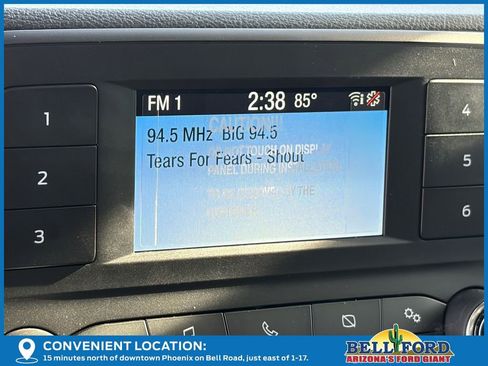 FM 1 2:38 85°
94.5 MHz BIG 94.5
Tears For Fears - Shout
CAUTION!!
DO NOT TOUCH ON DISPLAY
PANEL DURING
THE
1
2
3
4
5
6
CONVENIENT LOCATION:
15 minutes north of downtown Phoenix on Bell Road, just east of 1-17.
BELL FORD
ARIZONA'S FORD GIANT